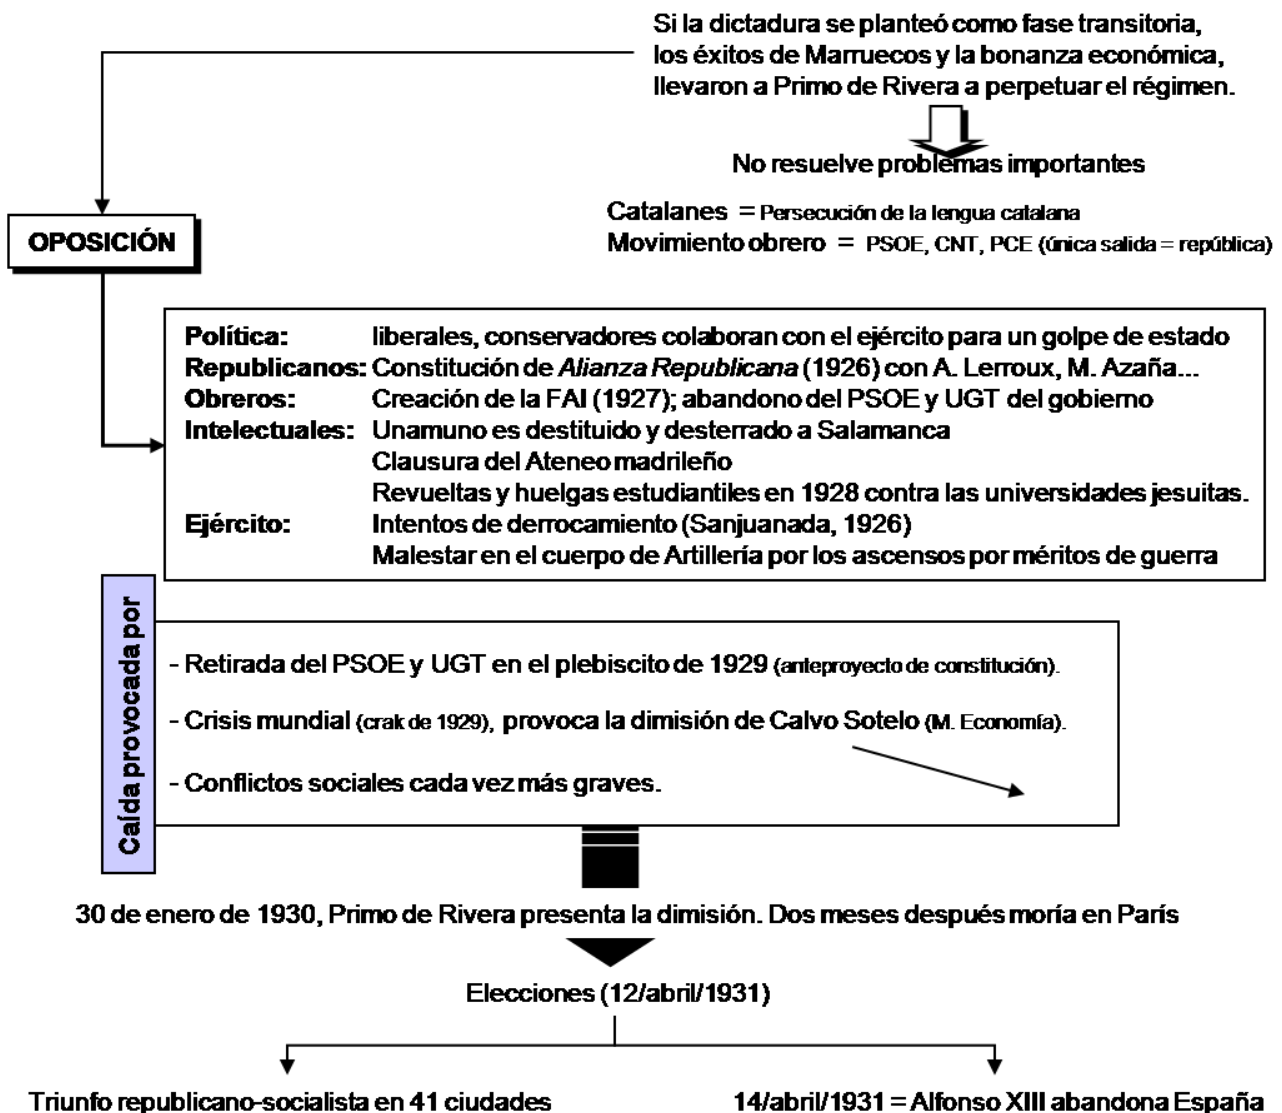 Si la dictadura se planteó como fase transitoria,
los éxitos de Marruecos y la bonanza económica,
llevaron a Primo de Rivera a perpetuar el régimen.
No resuelve problemas importantes
Catalanes = Persecución de la lengua catalana
Movimiento obrero = PSOE, CNT, PCE (única salida = república)
OPOSICIÓN
Política: liberales, conservadores colaboran con el ejército para un golpe de estado
Republicanos: Constitución de Alianza Republicana (1926) con A. Lerroux, M. Azaña...
Obreros: Creación de la FAI (1927); abandono del PSOE y UGT del gobierno
Intelectuales: Unamuno es destituido y desterrado a Salamanca
Clausura del Ateneo madrileño
Revueltas y huelgas estudiantiles en 1928 contra las universidades jesuitas.
Ejército: Intentos de derrocamiento (Sanjuanada, 1926)
Malestar en el cuerpo de Artillería por los ascensos por méritos de guerra
Caída provocada por
- Retirada del PSOE y UGT en el plebiscito de 1929 (anteproyecto de constitución).
- Crisis mundial (crak de 1929), provoca la dimisión de Calvo Sotelo (M. Economía).
- Conflictos sociales cada vez más graves.
30 de enero de 1930, Primo de Rivera presenta la dimisión. Dos meses después moría en París
Elecciones (12/abril/1931)
Triunfo republicano-socialista en 41 ciudades
14/abril/1931 = Alfonso XIII abandona España